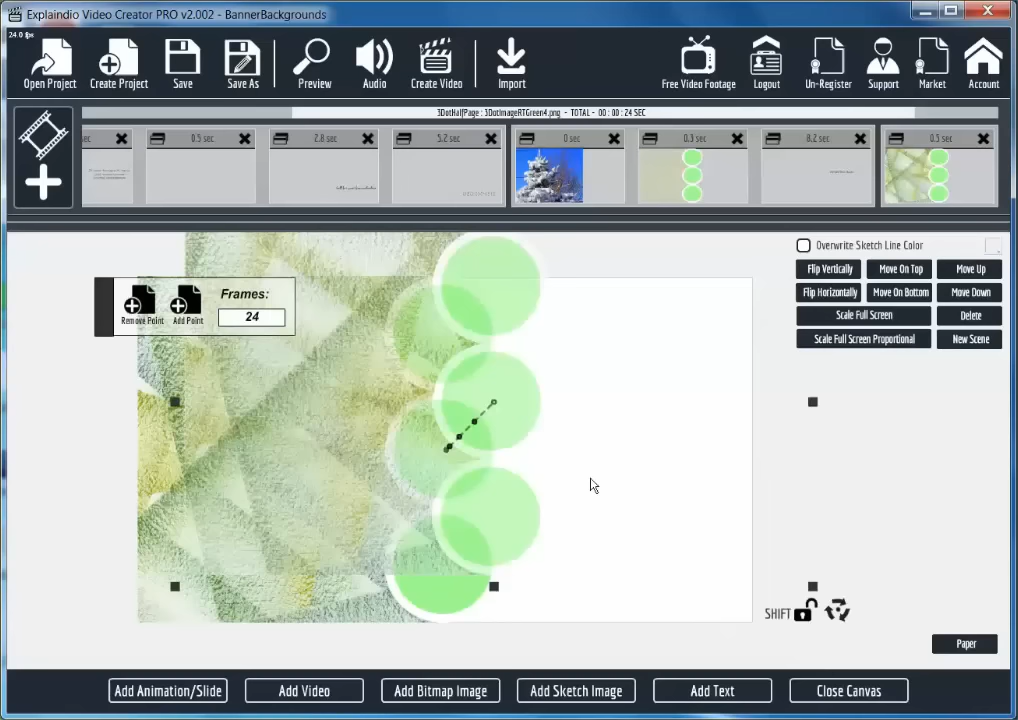 Explaindio Video Creator PRO v2.002 - BannerBackgrounds
24.0 fps
Open Project
Create Project
Save
Save As
Preview
Audio
Create Video
Import
Free Video Footage
Logout
Un-Register
Support
Market
Account
3DotHalfPage : 3DotImageRTGreen4.png - TOTAL - 00 : 00 : 24 SEC
0.5 sec
2.8 sec
5.2 sec
0 sec
0.3 sec
8.2 sec
0.5 sec
Overwrite Sketch Line Color
Flip Vertically
Move On Top
Move Up
Flip Horizontally
Move On Bottom
Move Down
Scale Full Screen
Delete
Scale Full Screen Proportional
New Scene
Frames:
24
Remove Point
Add Point
SHIFT
Paper
Add Animation/Slide
Add Video
Add Bitmap Image
Add Sketch Image
Add Text
Close Canvas